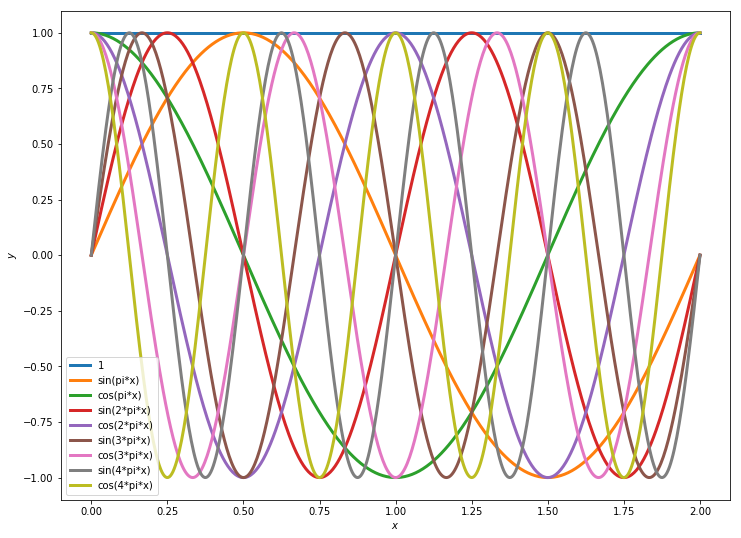 1.00
0.75
0.50
0.25
0.00
−0.25
−0.50
−0.75
−1.00
y
1
sin(pi*x)
cos(pi*x)
sin(2*pi*x)
cos(2*pi*x)
sin(3*pi*x)
cos(3*pi*x)
sin(4*pi*x)
cos(4*pi*x)
0.00 0.25 0.50 0.75 1.00 1.25 1.50 1.75 2.00
x